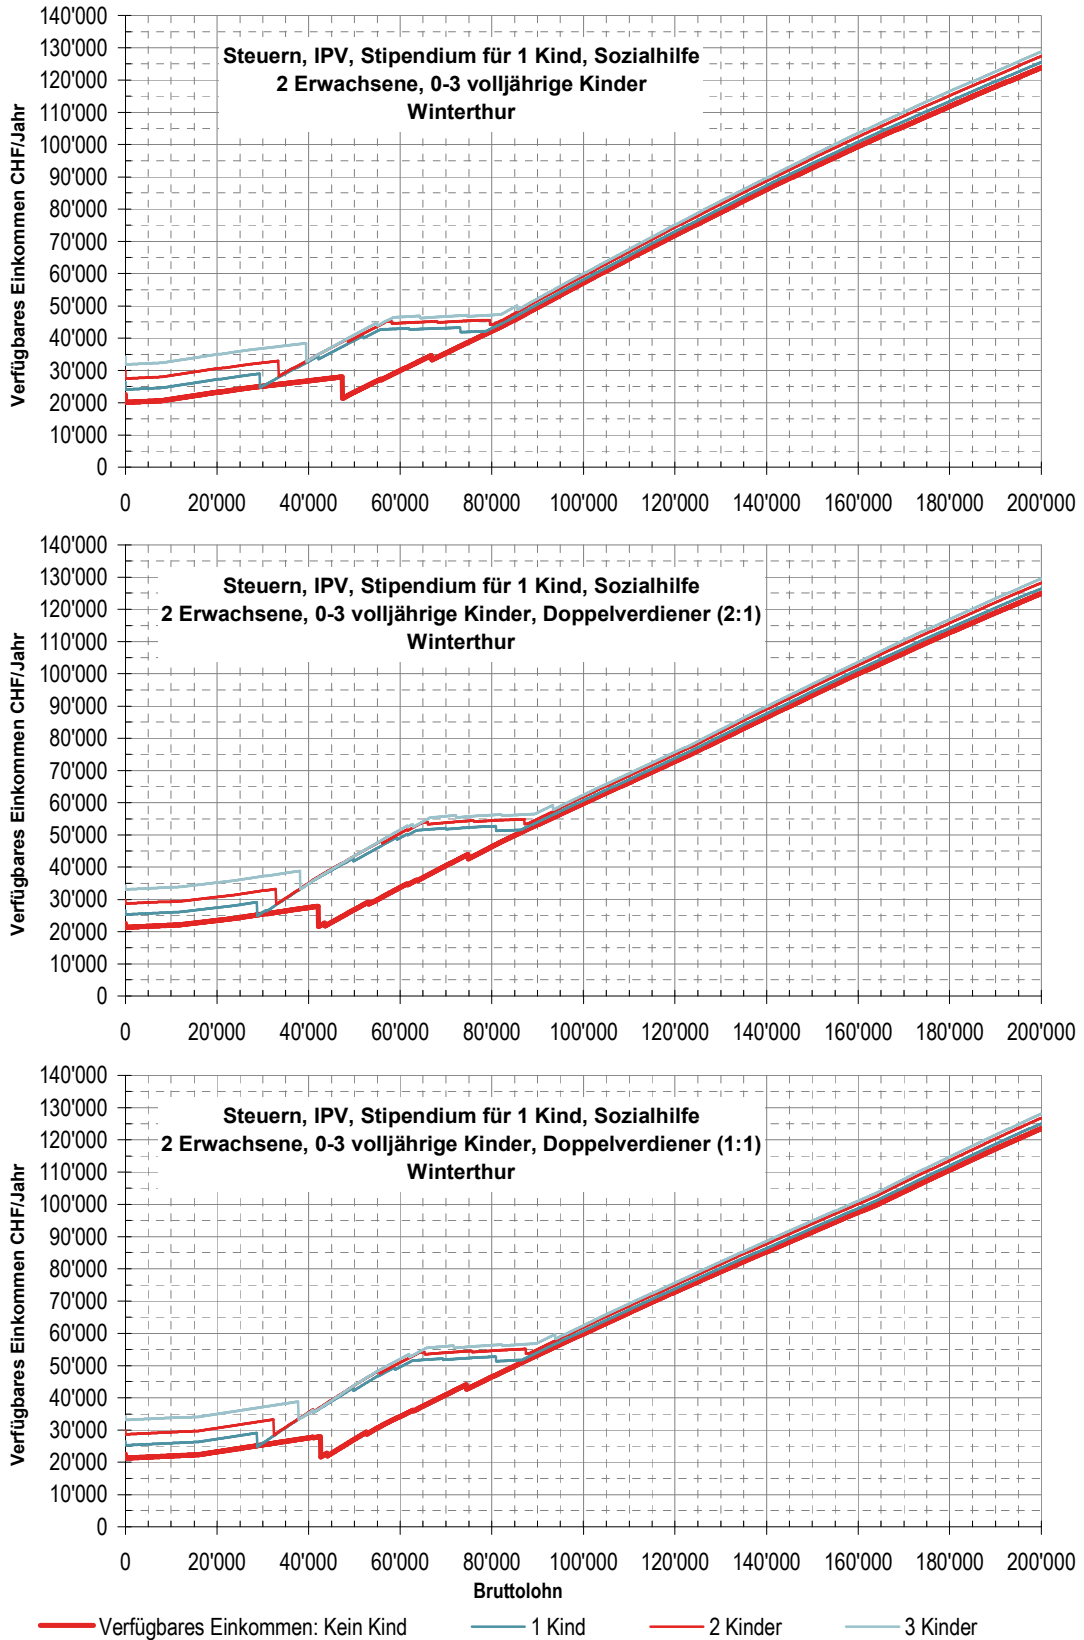 Steuern, IPV, Stipendium für 1 Kind, Sozialhilfe
2 Erwachsene, 0-3 volljährige Kinder
Winterthur
Verfügbares Einkommen CHF/Jahr
140'000
130'000
120'000
110'000
100'000
90'000
80'000
70'000
60'000
50'000
40'000
30'000
20'000
10'000
0
0 20'000 40'000 60'000 80'000 100'000 120'000 140'000 160'000 180'000 200'000
Steuern, IPV, Stipendium für 1 Kind, Sozialhilfe
2 Erwachsene, 0-3 volljährige Kinder, Doppelverdiener (2:1)
Winterthur
Verfügbares Einkommen CHF/Jahr
140'000
130'000
120'000
110'000
100'000
90'000
80'000
70'000
60'000
50'000
40'000
30'000
20'000
10'000
0
0 20'000 40'000 60'000 80'000 100'000 120'000 140'000 160'000 180'000 200'000
Steuern, IPV, Stipendium für 1 Kind, Sozialhilfe
2 Erwachsene, 0-3 volljährige Kinder, Doppelverdiener (1:1)
Winterthur
Verfügbares Einkommen CHF/Jahr
140'000
130'000
120'000
110'000
100'000
90'000
80'000
70'000
60'000
50'000
40'000
30'000
20'000
10'000
0
0 20'000 40'000 60'000 80'000 100'000 120'000 140'000 160'000 180'000 200'000
Bruttolohn
Verfügbares Einkommen: Kein Kind 1 Kind 2 Kinder 3 Kinder